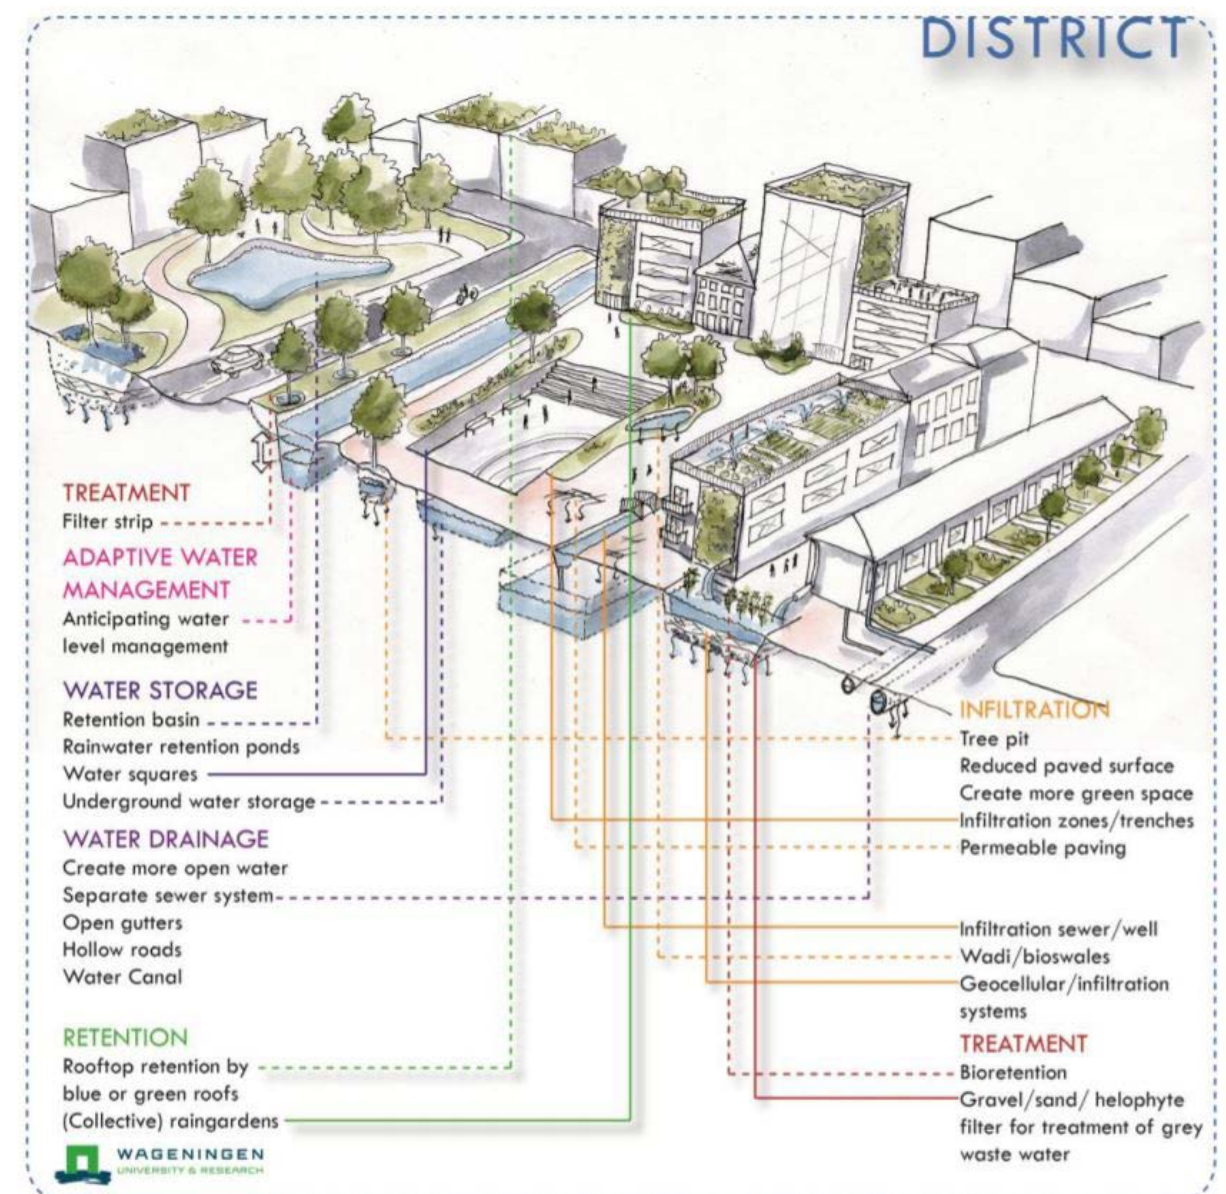 DISTRICT
TREATMENT
Filter strip
ADAPTIVE WATER
MANAGEMENT
Anticipating water
level management
WATER STORAGE
Retention basin
Rainwater retention ponds
Water squares
Underground water storage
WATER DRAINAGE
Create more open water
Separate sewer system
Open gutters
Hollow roads
Water Canal
RETENTION
Rooftop retention by
blue or green roofs
(Collective) raingardens
WAGENINGEN
UNIVERSITY & RESEARCH
INFILTRATION
Tree pit
Reduced paved surface
Create more green space
Infiltration zones/trenches
Permeable paving
Infiltration sewer/well
Wadi/bioswales
Geocellular/infiltration
systems
TREATMENT
Bioretention
Gravel/sand/ helophyte
filter for treatment of grey
waste water